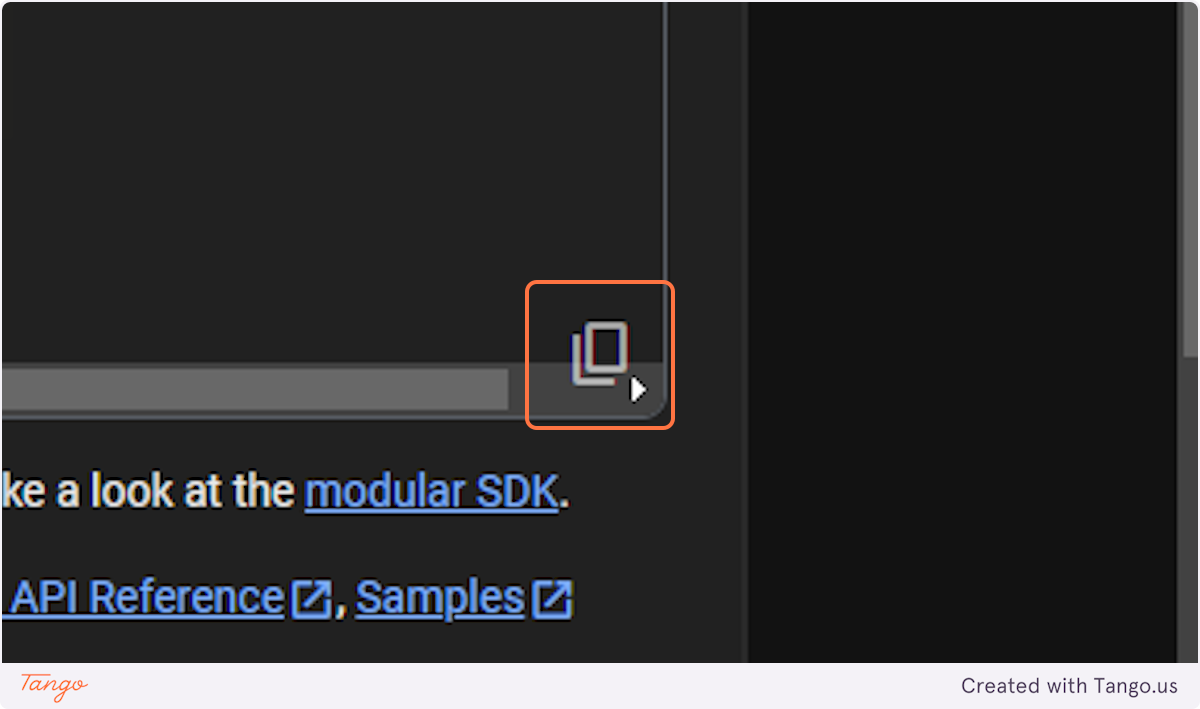 ke a look at the modular SDK.
API Reference, Samples
Tango
Created with Tango.us